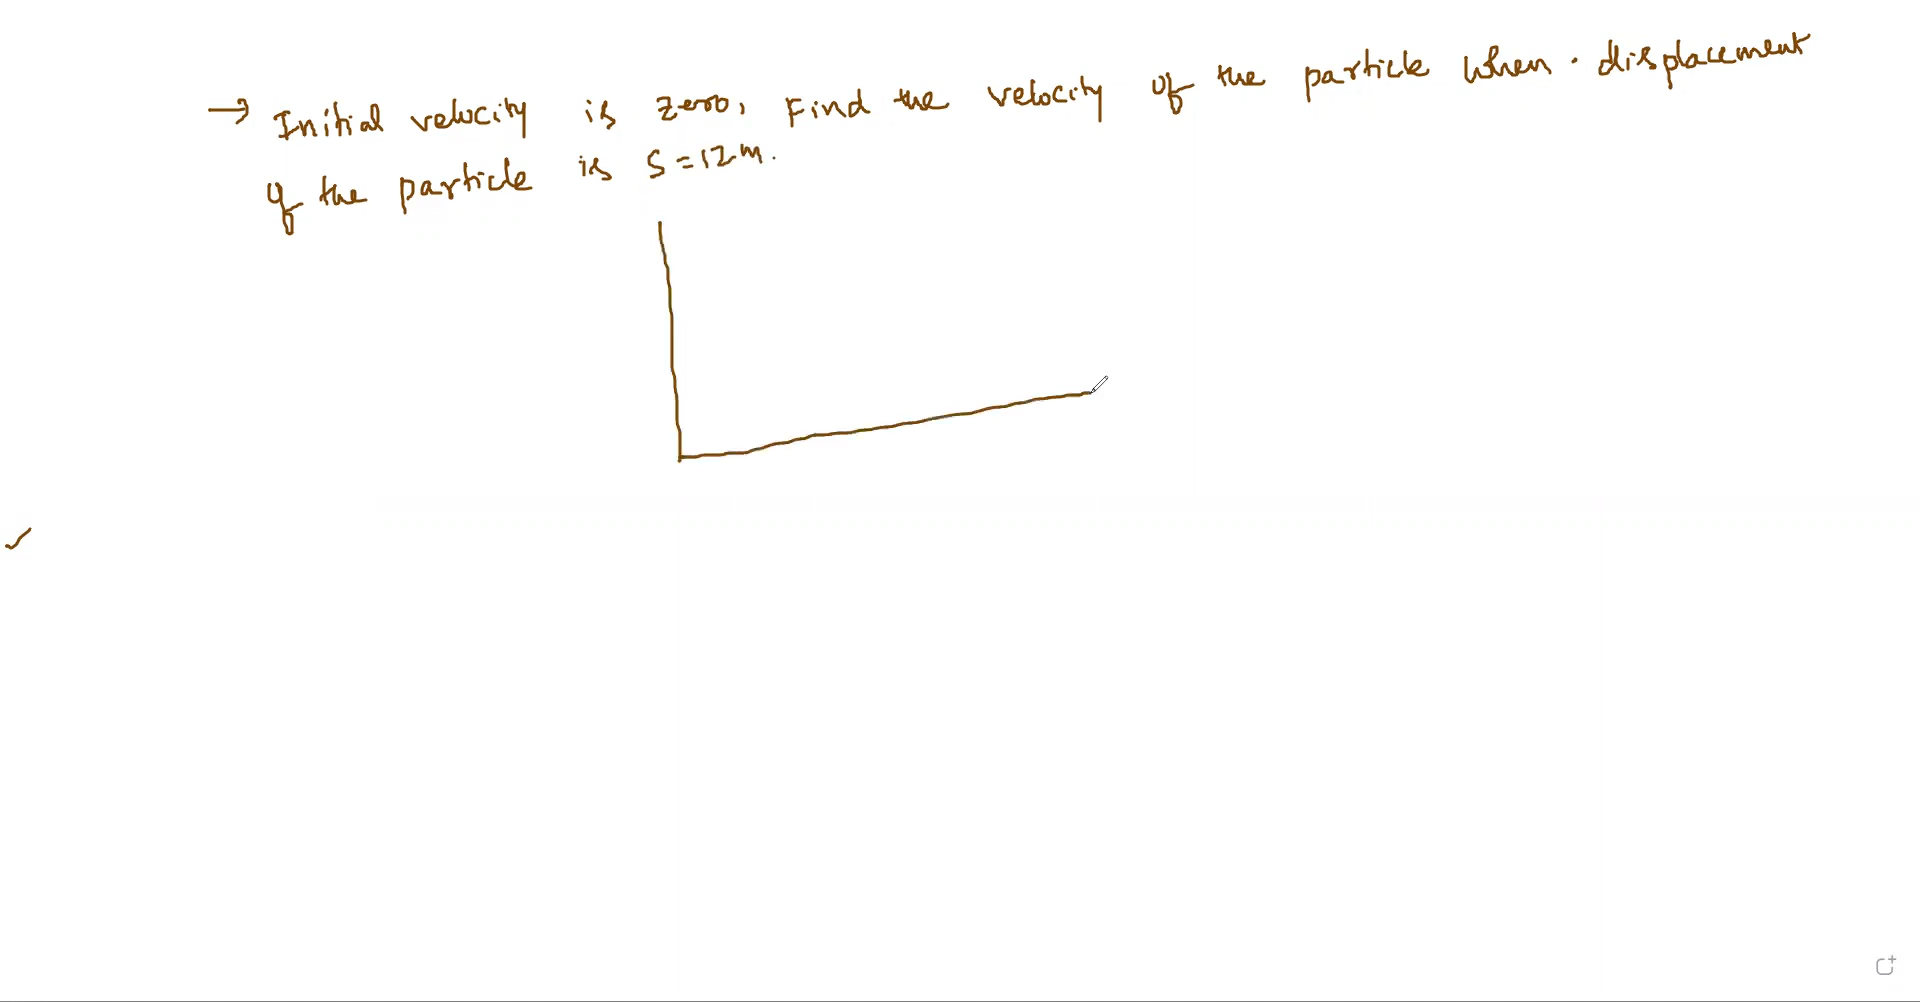 → Initial velocity is zero, Find the velocity of the particle when . displacement
of the particle is S = 12m.